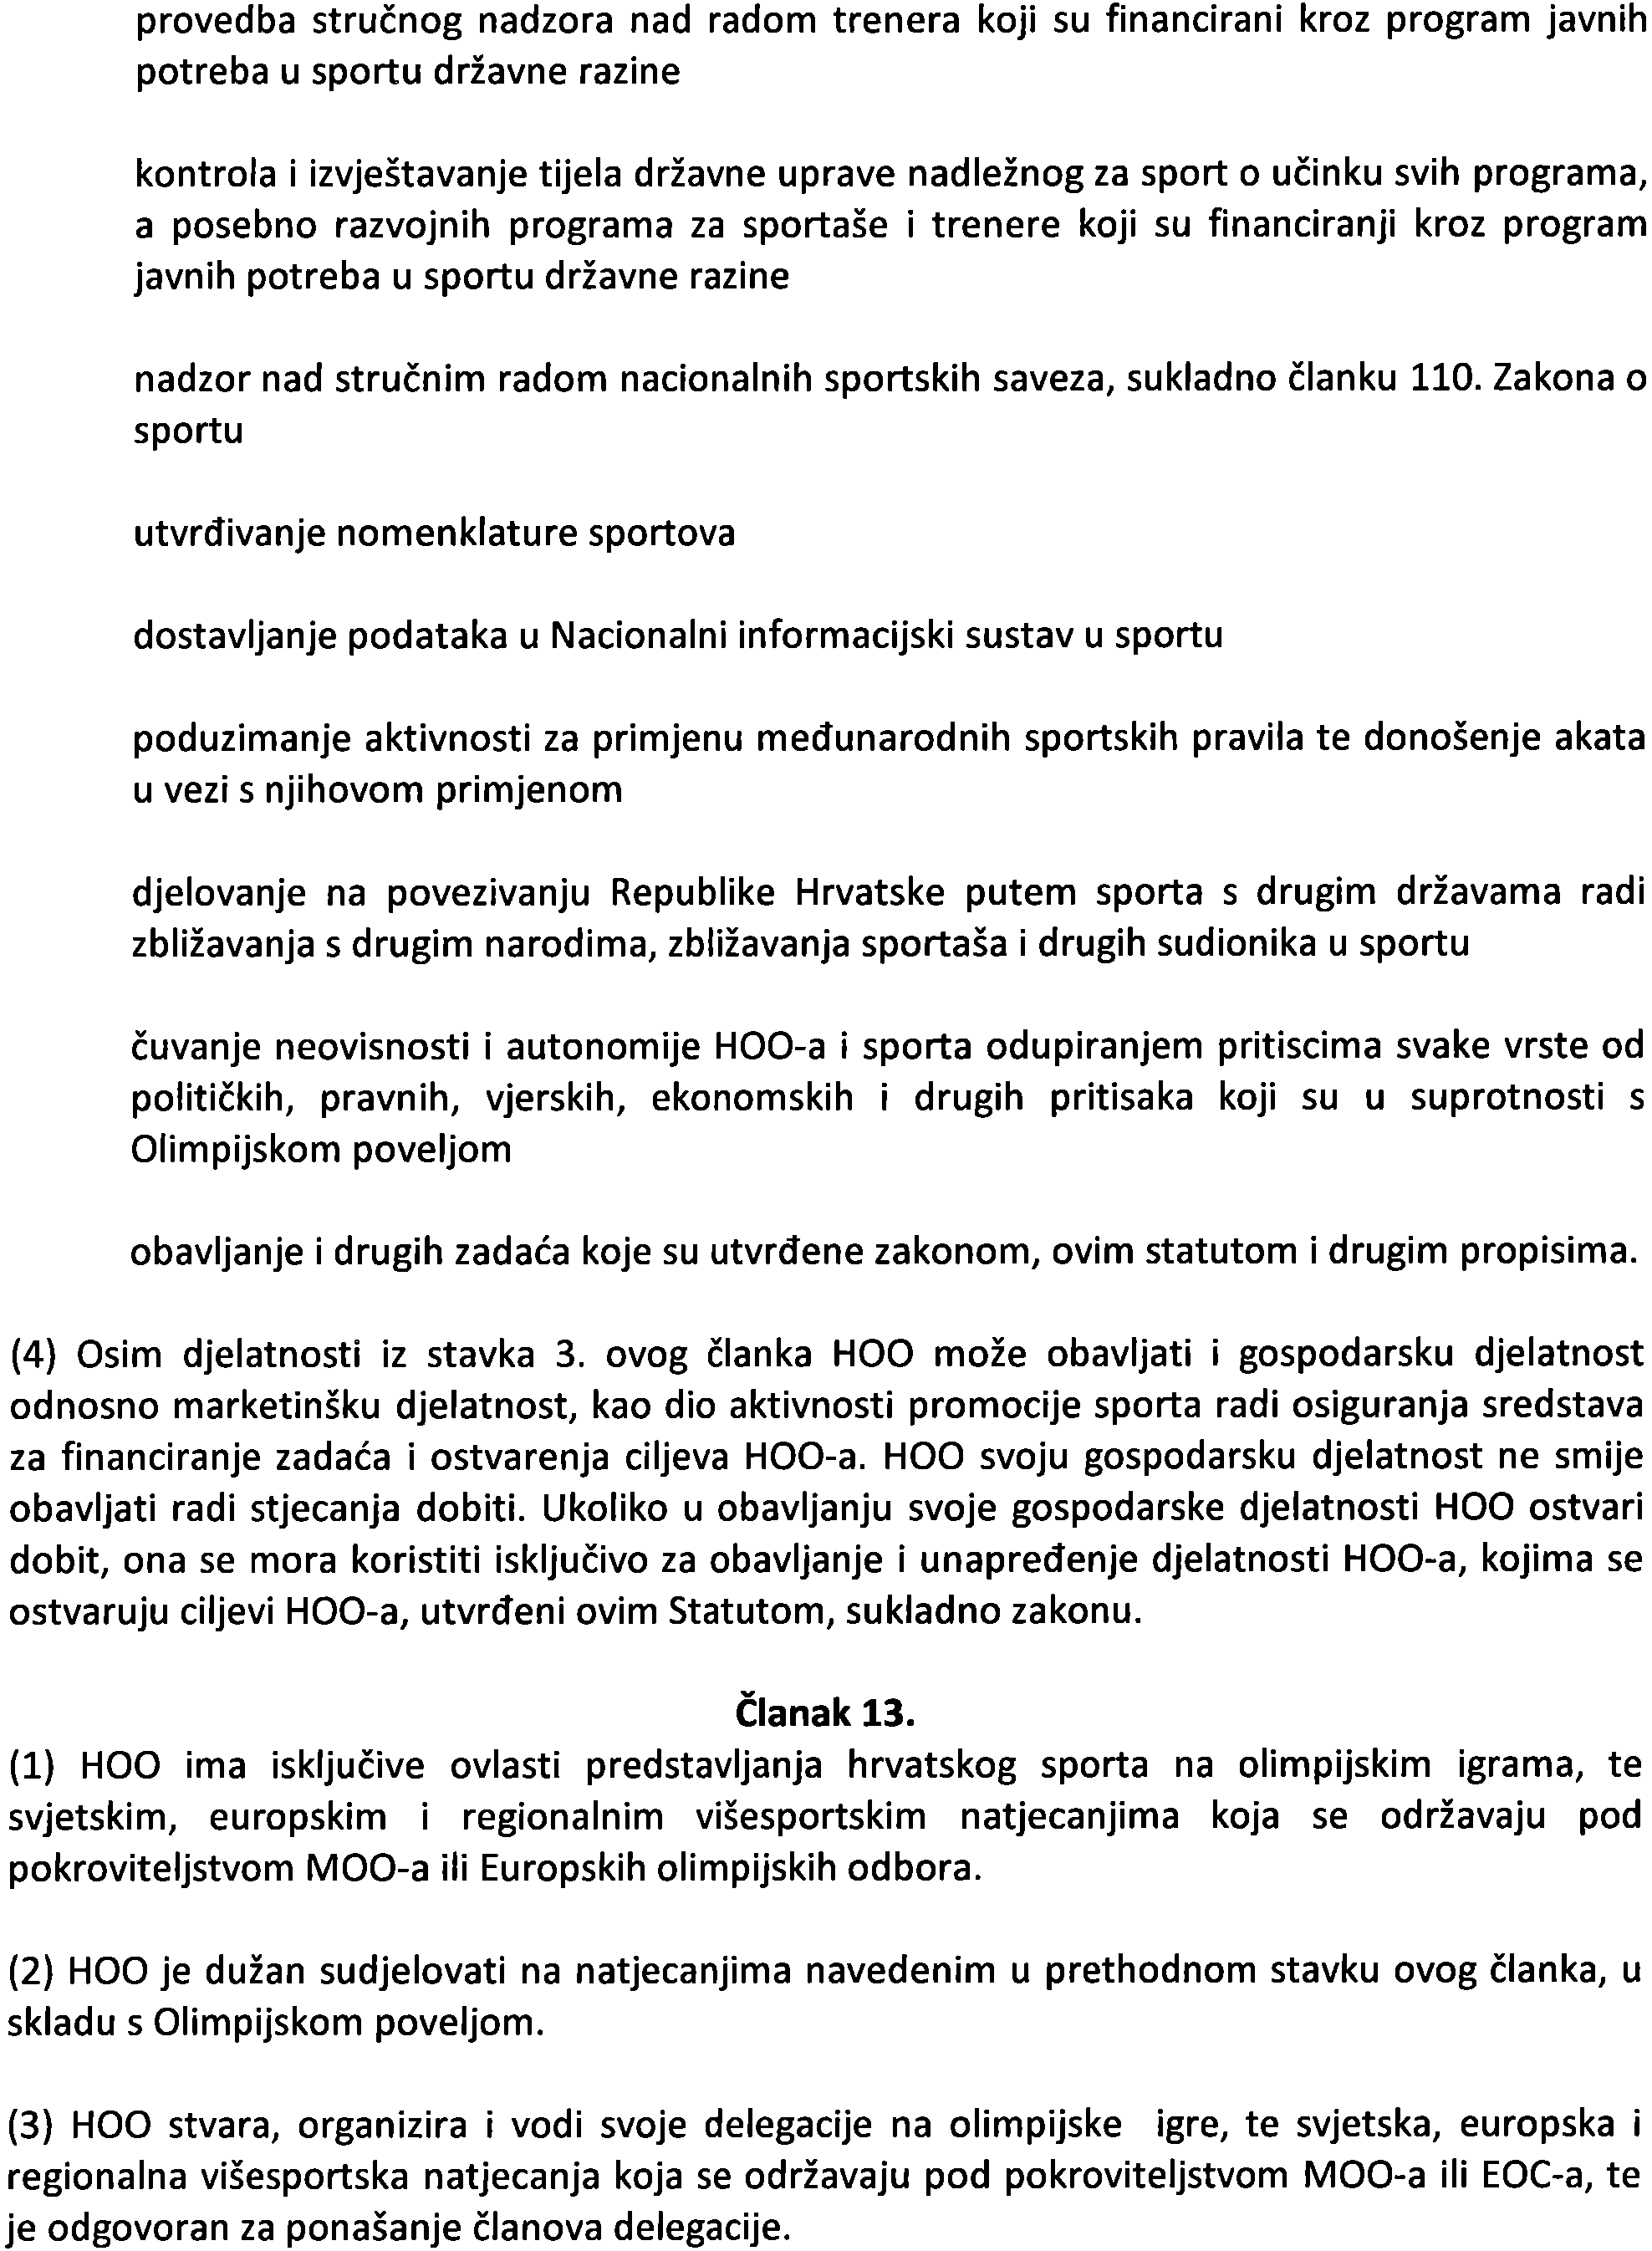 provedba stručnog nadzora nad radom trenera koji su financirani kroz program javnih
potreba u sportu državne razine
kontrola i izvještavanje tijela državne uprave nadležnog za sport o učinku svih programa,
a posebno razvojnih programa za sportaše i trenere koji su financiranji kroz program
javnih potreba u sportu državne razine
nadzor nad stručnim radom nacionalnih sportskih saveza, sukladno članku 110. Zakona o
sportu
utvrđivanje nomenklature sportova
dostavljanje podataka u Nacionalni informacijski sustav u sportu
poduzimanje aktivnosti za primjenu međunarodnih sportskih pravila te donošenje akata
u vezi s njihovom primjenom
djelovanje na povezivanju Republike Hrvatske putem sporta s drugim državama radi
zbližavanja s drugim narodima, zbližavanja sportaša i drugih sudionika u sportu
čuvanje neovisnosti i autonomije HOO-a i sporta odupiranjem pritiscima svake vrste od
političkih, pravnih, vjerskih, ekonomskih i drugih pritisaka koji su u suprotnosti s
Olimpijskom poveljom
obavljanje i drugih zadaća koje su utvrđene zakonom, ovim statutom i drugim propisima.
(4) Osim djelatnosti iz stavka 3. ovog članka HOO može obavljati i gospodarsku djelatnost
odnosno marketinšku djelatnost, kao dio aktivnosti promocije sporta radi osiguranja sredstava
za financiranje zadaća i ostvarenja ciljeva HOO-a. HOO svoju gospodarsku djelatnost ne smije
obavljati radi stjecanja dobiti. Ukoliko u obavljanju svoje gospodarske djelatnosti HOO ostvari
dobit, ona se mora koristiti isključivo za obavljanje i unapređenje djelatnosti HOO-a, kojima se
ostvaruju ciljevi HOO-a, utvrđeni ovim Statutom, sukladno zakonu.
Članak 13.
(1) HOO ima isključive ovlasti predstavljanja hrvatskog sporta na olimpijskim igrama, te
svjetskim, europskim i regionalnim višesportskim natjecanjima koja se održavaju pod
pokroviteljstvom MOO-a ili Europskih olimpijskih odbora.
(2) HOO je dužan sudjelovati na natjecanjima navedenim u prethodnom stavku ovog članka, u
skladu s Olimpijskom poveljom.
(3) HOO stvara, organizira i vodi svoje delegacije na olimpijske igre, te svjetska, europska i
regionalna višesportska natjecanja koja se održavaju pod pokroviteljstvom MOO-a ili EOC-a, te
je odgovoran za ponašanje članova delegacije.